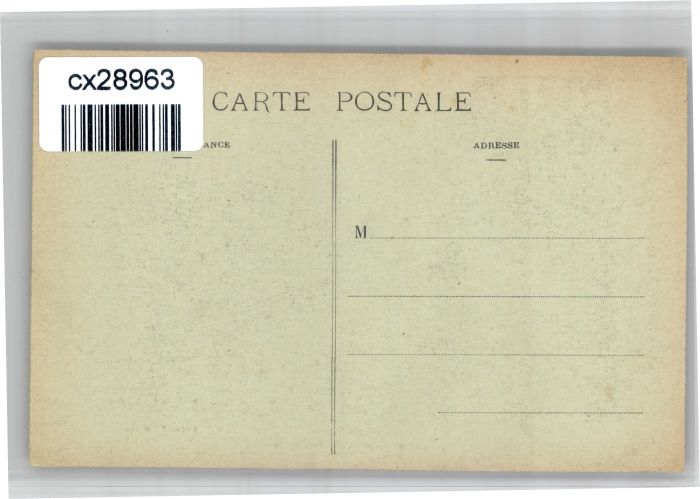 cx28963
CARTE POSTALE
ANCE
ADRESSE
M